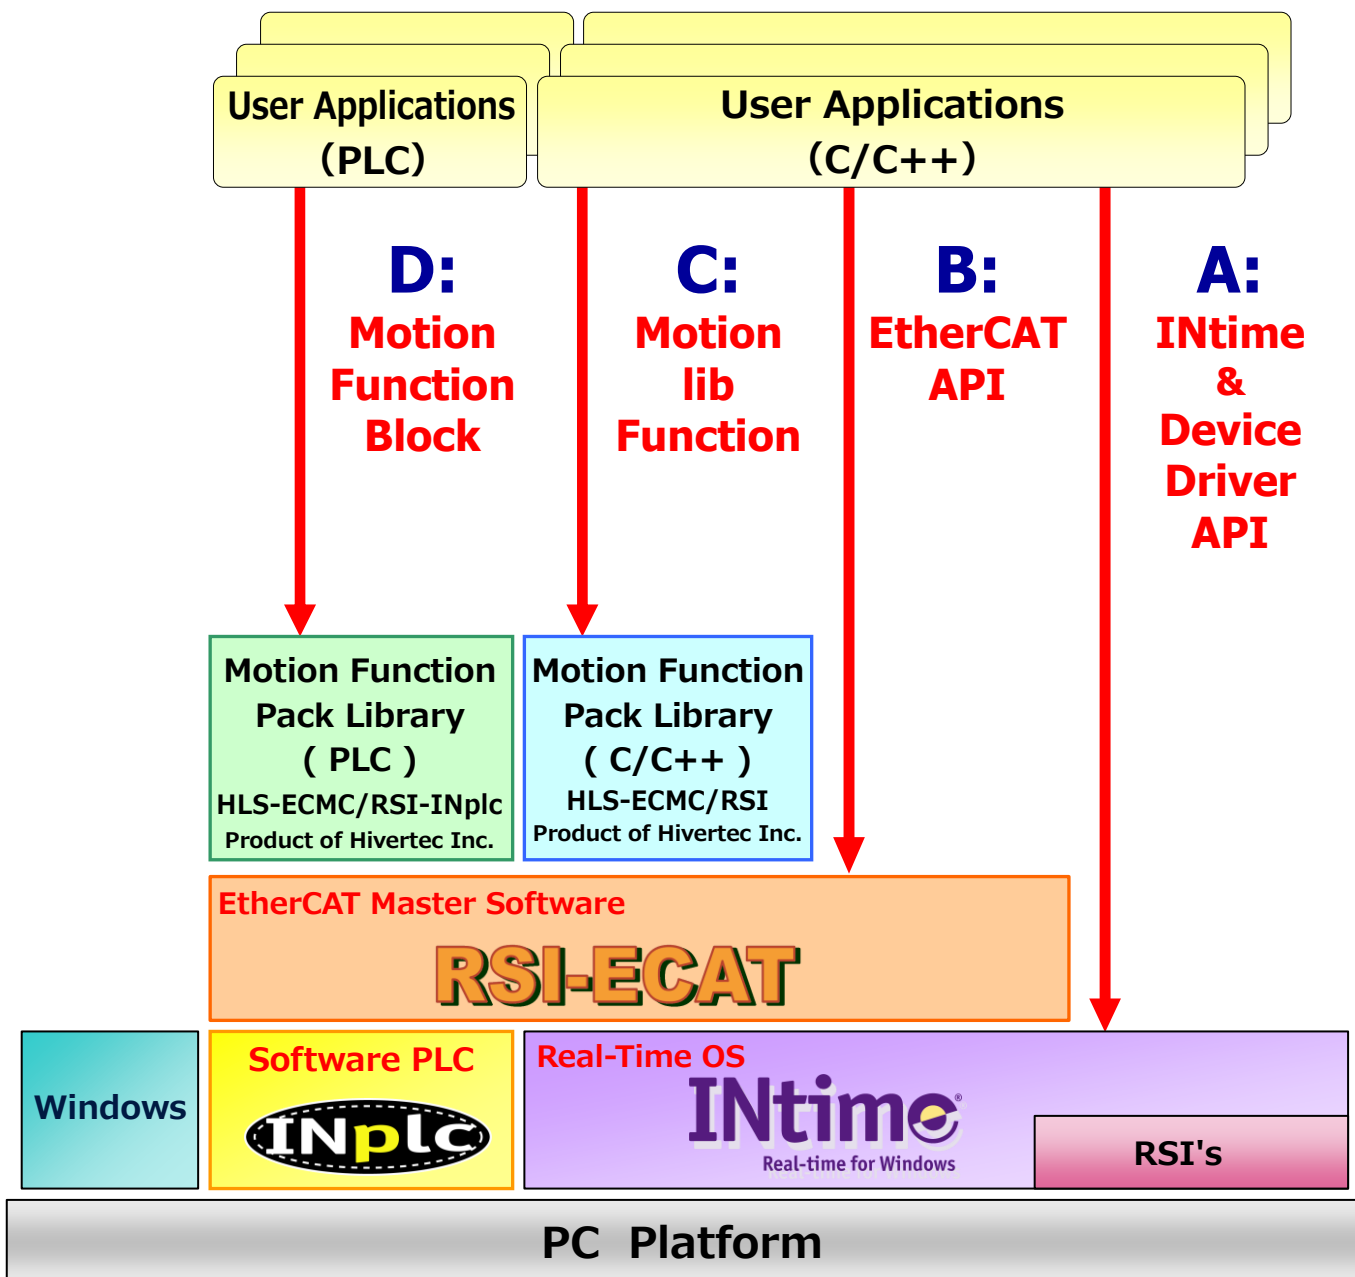 User Applications
(PLC)
User Applications
(C/C++)
D:
Motion
Function
Block
C:
Motion
lib
Function
B:
EtherCAT
API
A:
INtime
&
Device
Driver
API
Motion Function
Pack Library
( PLC )
HLS-ECMC/RSI-INplc
Product of Hivertec Inc.
Motion Function
Pack Library
( C/C++ )
HLS-ECMC/RSI
Product of Hivertec Inc.
EtherCAT Master Software
RSI-ECAT
Windows
Software PLC
INplc
Real-Time OS
INtime®
Real-time for Windows
RSI's
PC Platform